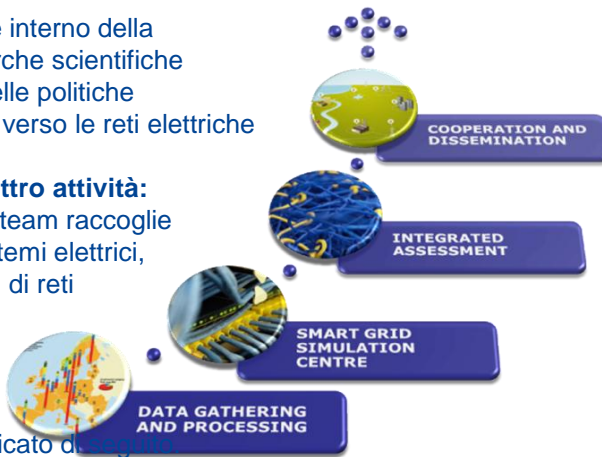 interno della
rche scientifiche
elle politiche
verso le reti elettriche
ttro attività:
team raccoglie
temi elettrici,
di reti
icato di seguito.
COOPERATION AND
DISSEMINATION
INTEGRATED
ASSESSMENT
SMART GRID
SIMULATION
CENTRE
DATA GATHERING
AND PROCESSING